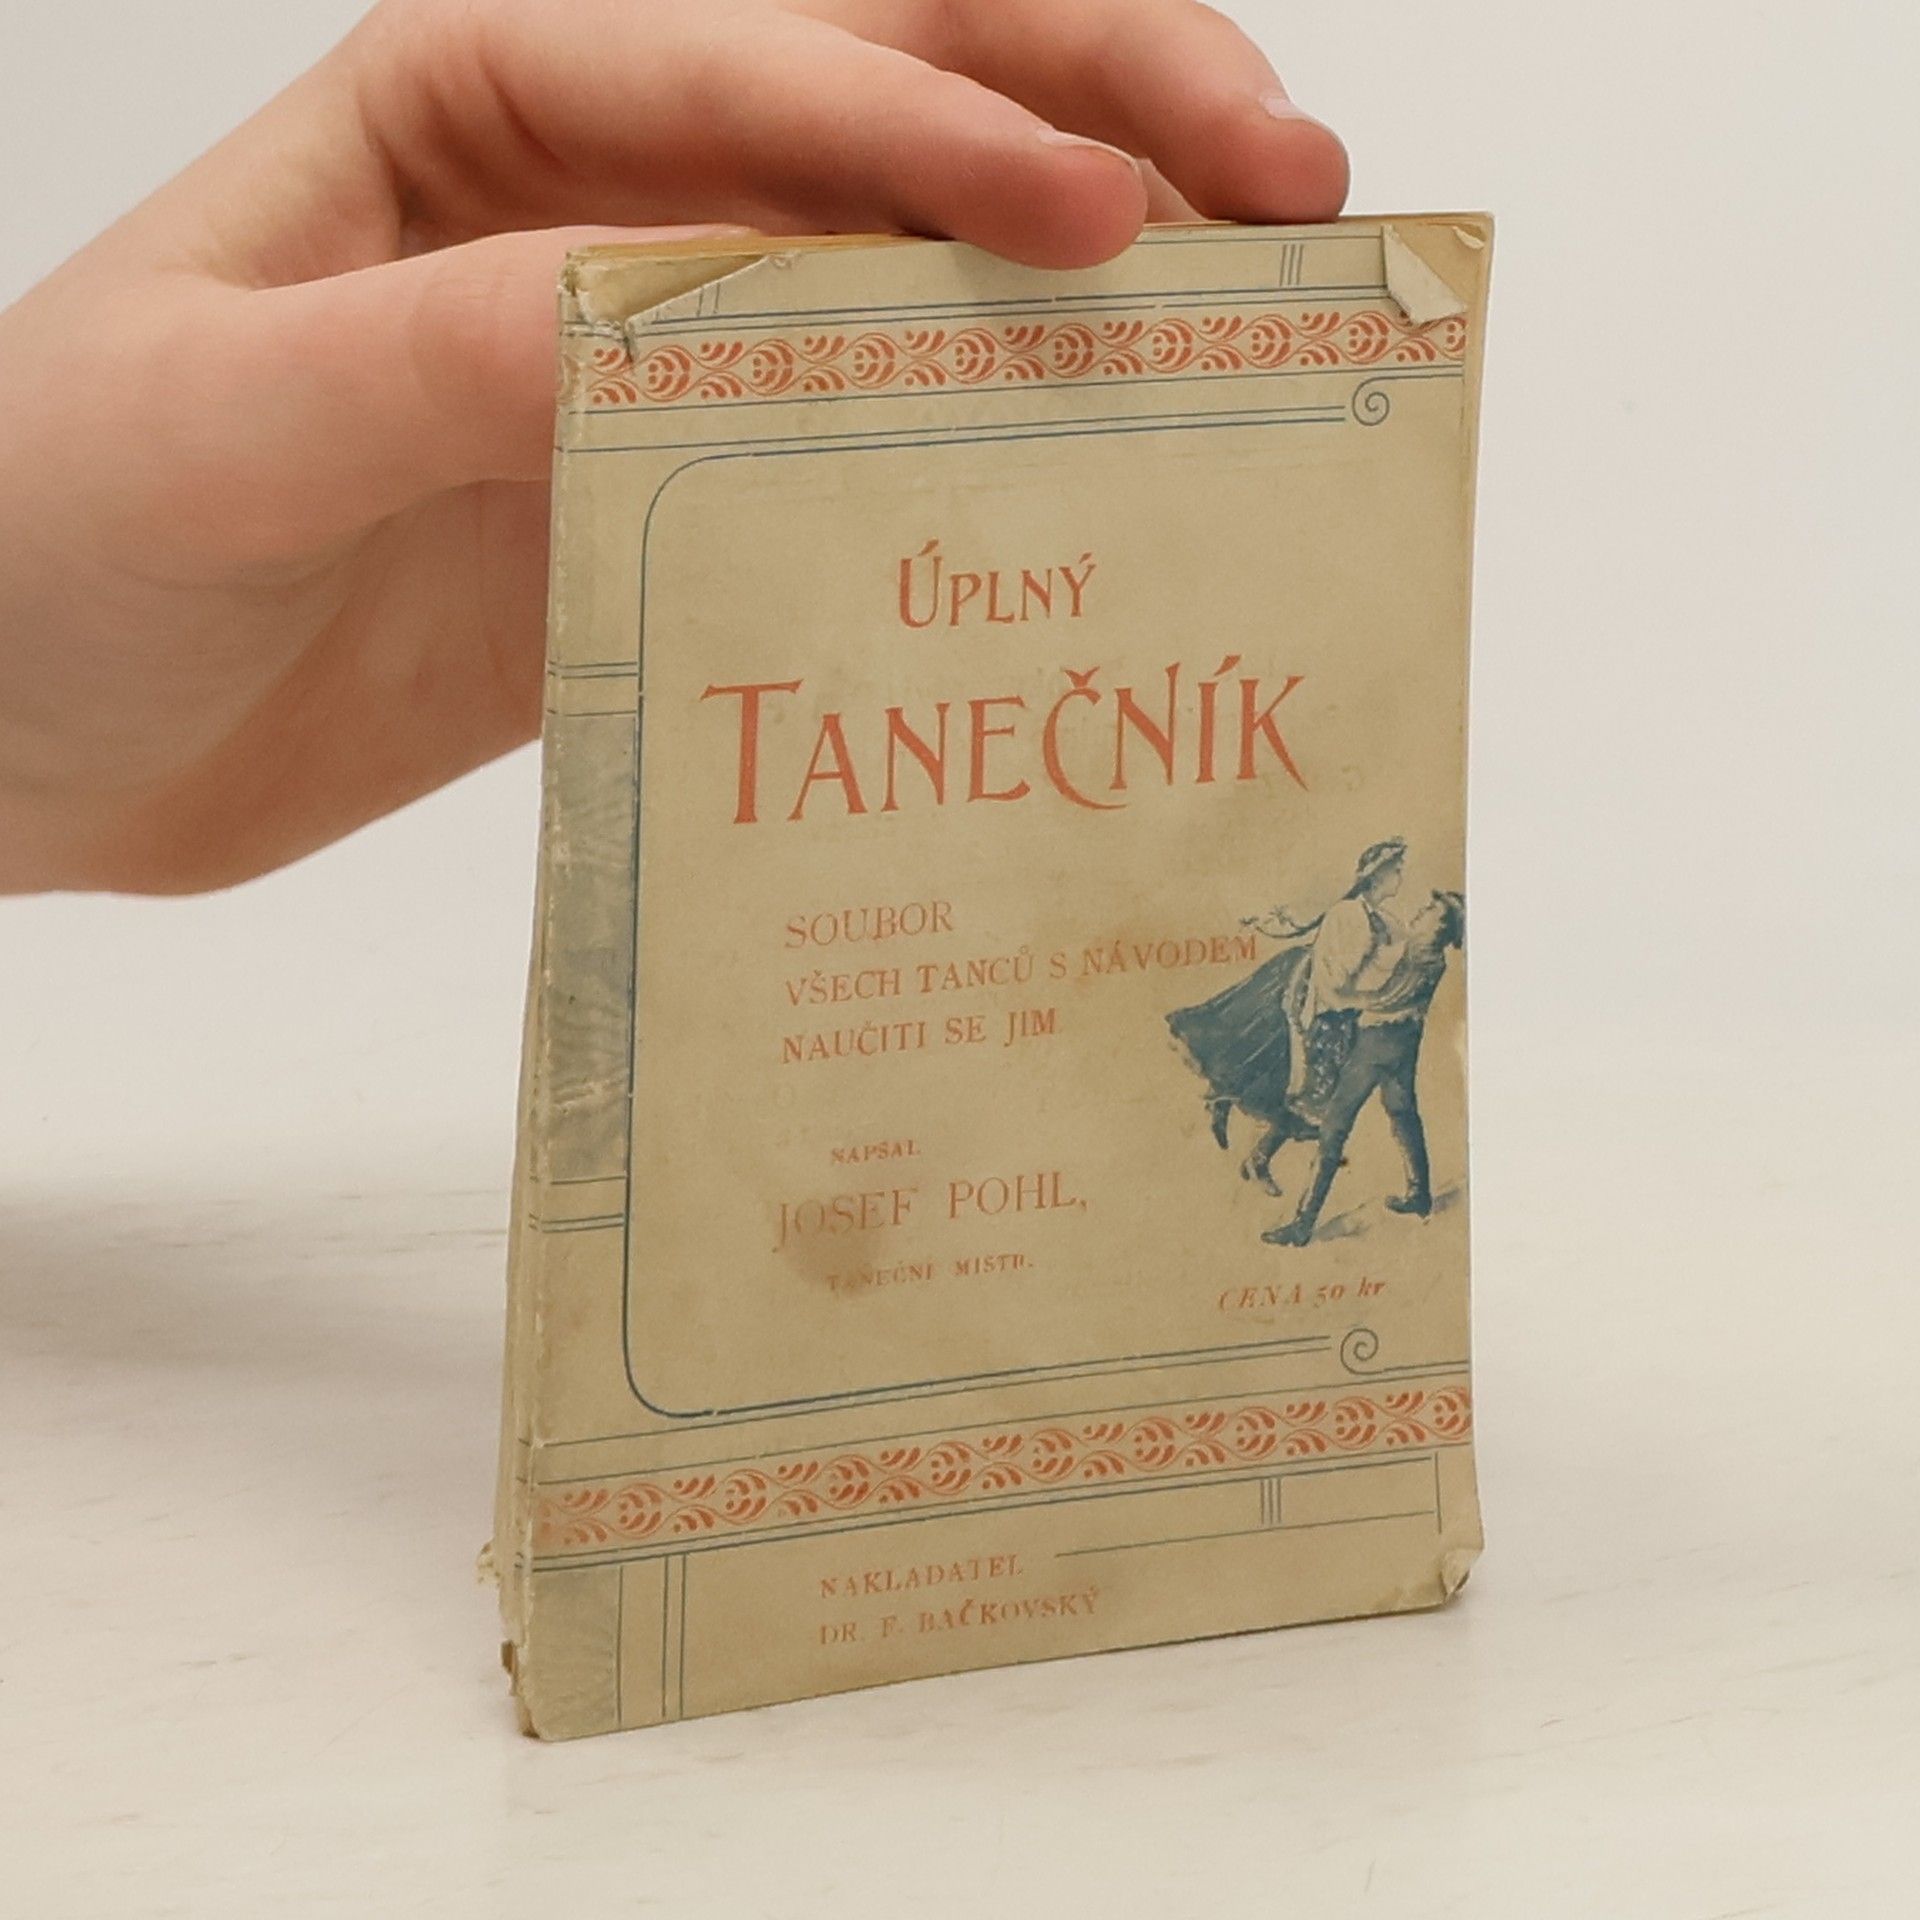 ÚPLNÝ
TANEČNÍK
SOUBOR
VŠECH TANCŮ S NÁVODEM
NAUČITI SE JIM
NAPSAL
JOSEF POHL,
TANEČNÍ MISTR.
CENA 50 kr
NAKLADATEL
DR. F. BAČKOVSKÝ